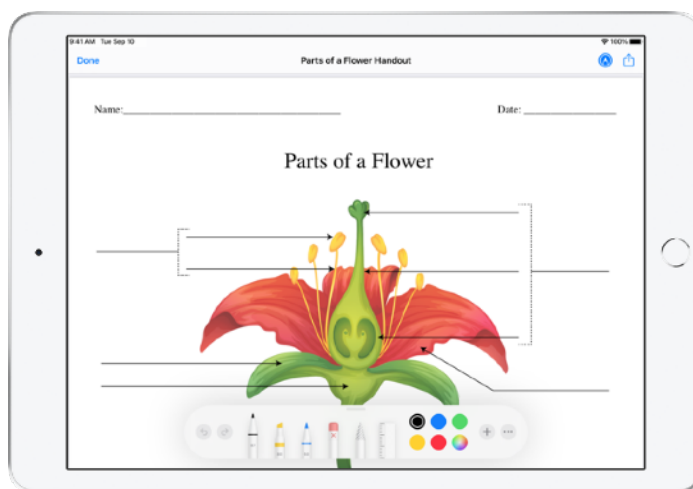 9:41 AM Tue Sep 10 100%
Done Parts of a Flower Handout
Name: Date:
Parts of a Flower